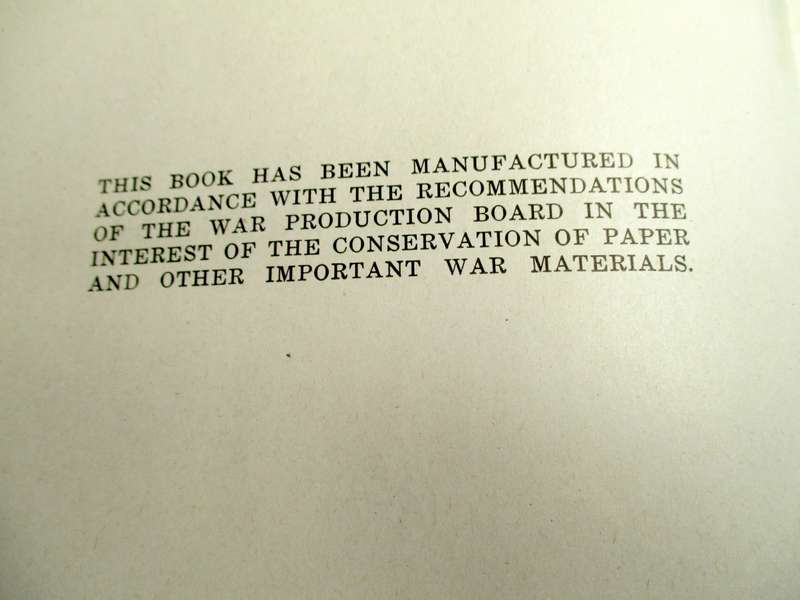 THIS BOOK HAS BEEN MANUFACTURED IN
ACCORDANCE WITH THE RECOMMENDATIONS
OF THE WAR PRODUCTION BOARD IN THE
INTEREST OF THE CONSERVATION OF PAPER
AND OTHER IMPORTANT WAR MATERIALS.